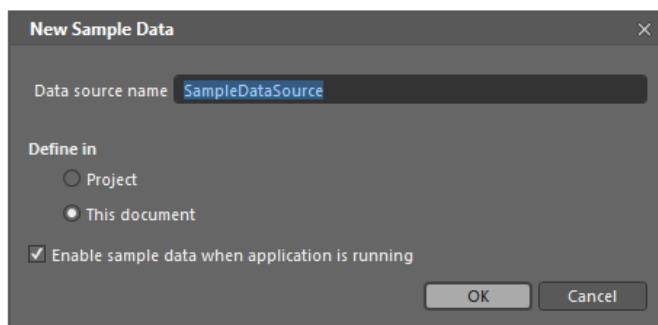 New Sample Data
Data source name SampleDataSource
Define in
Project
This document
Enable sample data when application is running
OK Cancel